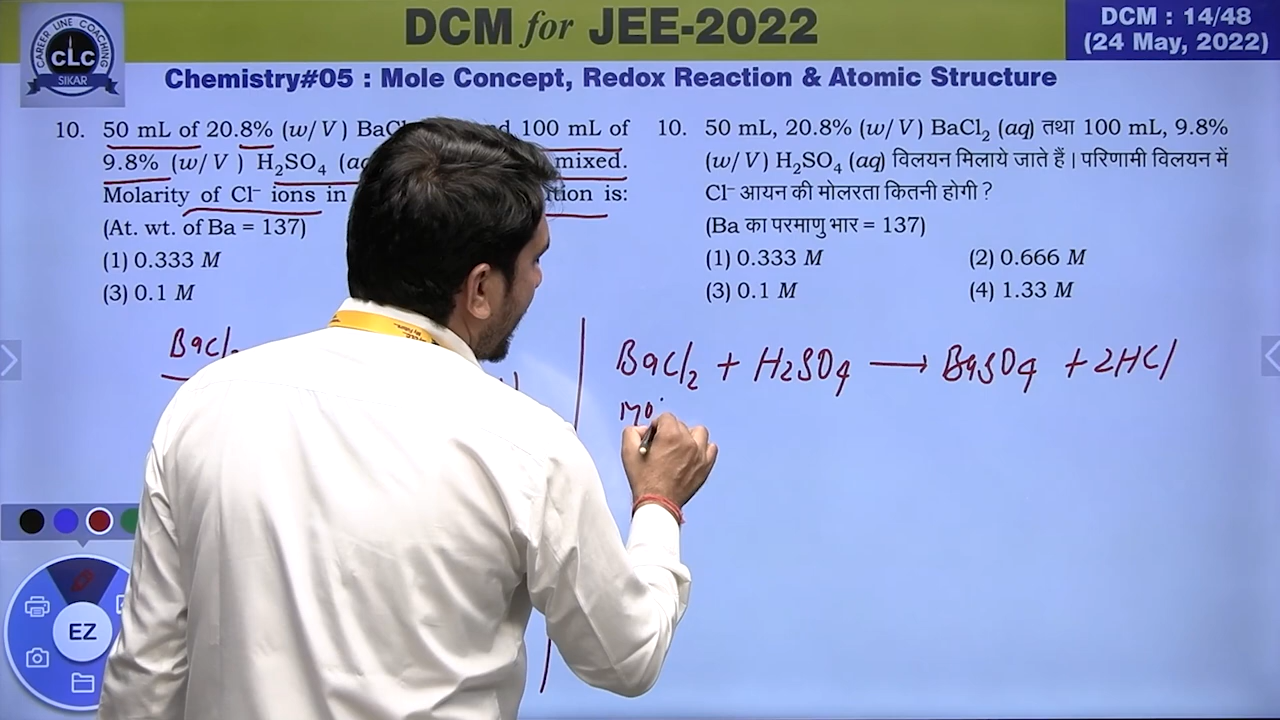 CAREER LINE COACHING
CLC
SIKAR
DCM for JEE-2022
DCM : 14/48
(24 May, 2022)
Chemistry#05 : Mole Concept, Redox Reaction & Atomic Structure
10. 50 mL of 20.8% (w/V) 100 mL of
9.8% (w/V ) H₂SO₄ mixed.
Molarity of Cl⁻ ions in is:
(At. wt. of Ba = 137)
(1) 0.333 M
(3) 0.1 M
10. 50 mL, 20.8% (w/V) BaCl₂ (aq) तथा 100 mL, 9.8%
(w/V) H₂SO₄ (aq) विलयन मिलाये जाते हैं। परिणामी विलयन में
Cl⁻ आयन की मोलरता कितनी होगी ?
(Ba का परमाणु भार = 137)
(1) 0.333 M (2) 0.666 M
(3) 0.1 M (4) 1.33 M
BaCl₂
BaCl₂ + H₂SO₄ ⟶ BaSO₄ + 2HCl
EZ